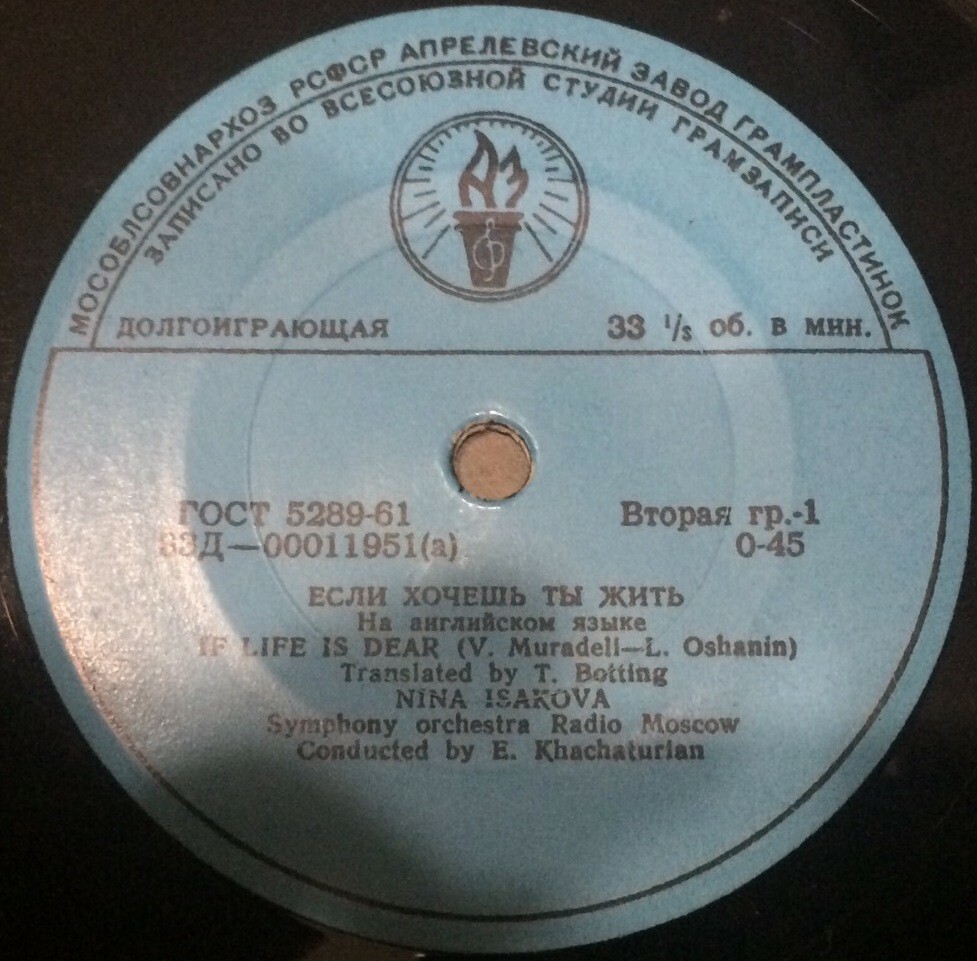 МОСОБЛСОВНАРХОЗ РСФСР АПРЕЛЕВСКИЙ ЗАВОД ГРАМПЛАСТИНОК
ЗАПИСАНО ВО ВСЕСОЮЗНОЙ СТУДИИ ГРАМЗАПИСИ
АЗ
ДОЛГОИГРАЮЩАЯ 33 ⅓ об. в мин.
ГОСТ 5289-61 Вторая гр.-1
33Д—00011951(а) 0-45
ЕСЛИ ХОЧЕШЬ ТЫ ЖИТЬ
На английском языке
IF LIFE IS DEAR (V. Muradeli—L. Oshanin)
Translated by T. Botting
NINA ISAKOVA
Symphony orchestra Radio Moscow
Conducted by E. Khachaturian